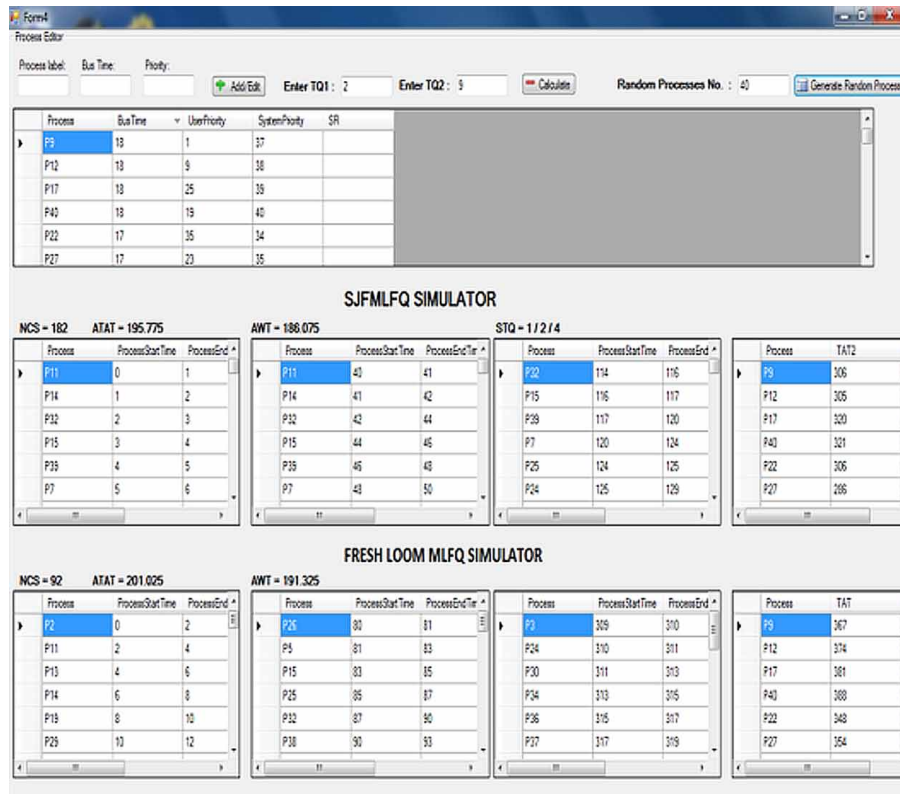 Form4
Process Editor
Process label: Bus Time: Priority:
Add/Edit Enter TQ1 : 2 Enter TQ2 : 9 Calculate Random Processes No. : 40 Generate Random Process
Process BusTime UserPriority SystemPriority SR
P9 18 1 37
P12 18 9 38
P17 18 25 39
P40 18 19 40
P22 17 35 34
P27 17 23 35
SJFMLFQ SIMULATOR
NCS = 182 ATAT = 195.775 AWT = 186.075 STQ = 1 / 2 / 4
Process ProcessStartTime ProcessEnd Process ProcessStartTime ProcessEndTir Process ProcessStartTime ProcessEnd Process TAT2
P11 0 1 P11 40 41 P32 114 116 P9 306
P14 1 2 P14 41 42 P15 116 117 P12 305
P32 2 3 P32 42 44 P39 117 120 P17 320
P15 3 4 P15 44 46 P7 120 124 P40 321
P39 4 5 P39 46 48 P25 124 125 P22 306
P7 5 6 P7 48 50 P24 125 129 P27 286
FRESH LOOM MLFQ SIMULATOR
NCS = 92 ATAT = 201.025 AWT = 191.325
Process ProcessStartTime ProcessEnd Process ProcessStartTime ProcessEndTir Process ProcessStartTime ProcessEnd Process TAT
P2 0 2 P26 80 81 P3 309 310 P9 367
P11 2 4 P5 81 83 P24 310 311 P12 374
P13 4 6 P15 83 85 P30 311 313 P17 381
P14 6 8 P25 85 87 P34 313 315 P40 388
P19 8 10 P32 87 90 P36 315 317 P22 348
P29 10 12 P38 90 93 P37 317 319 P27 354